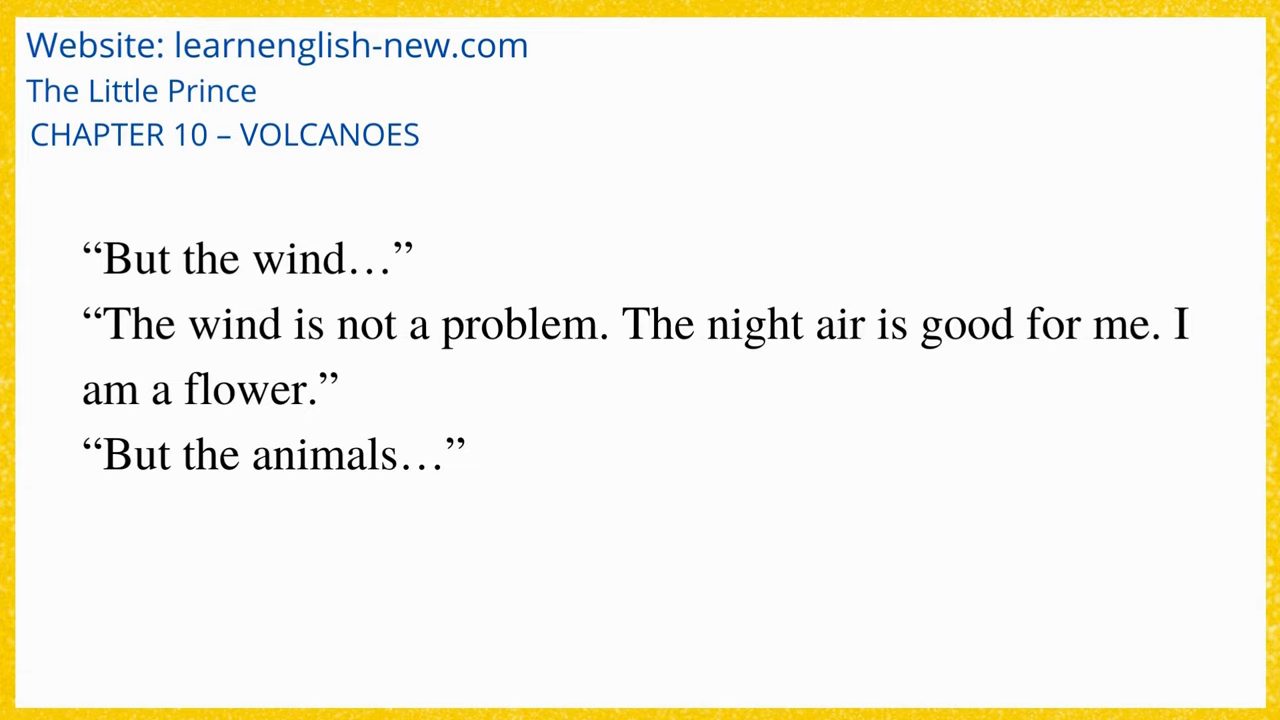 Website: learnenglish-new.com
The Little Prince
CHAPTER 10 – VOLCANOES
“But the wind…”
“The wind is not a problem. The night air is good for me. I
am a flower.”
“But the animals…”